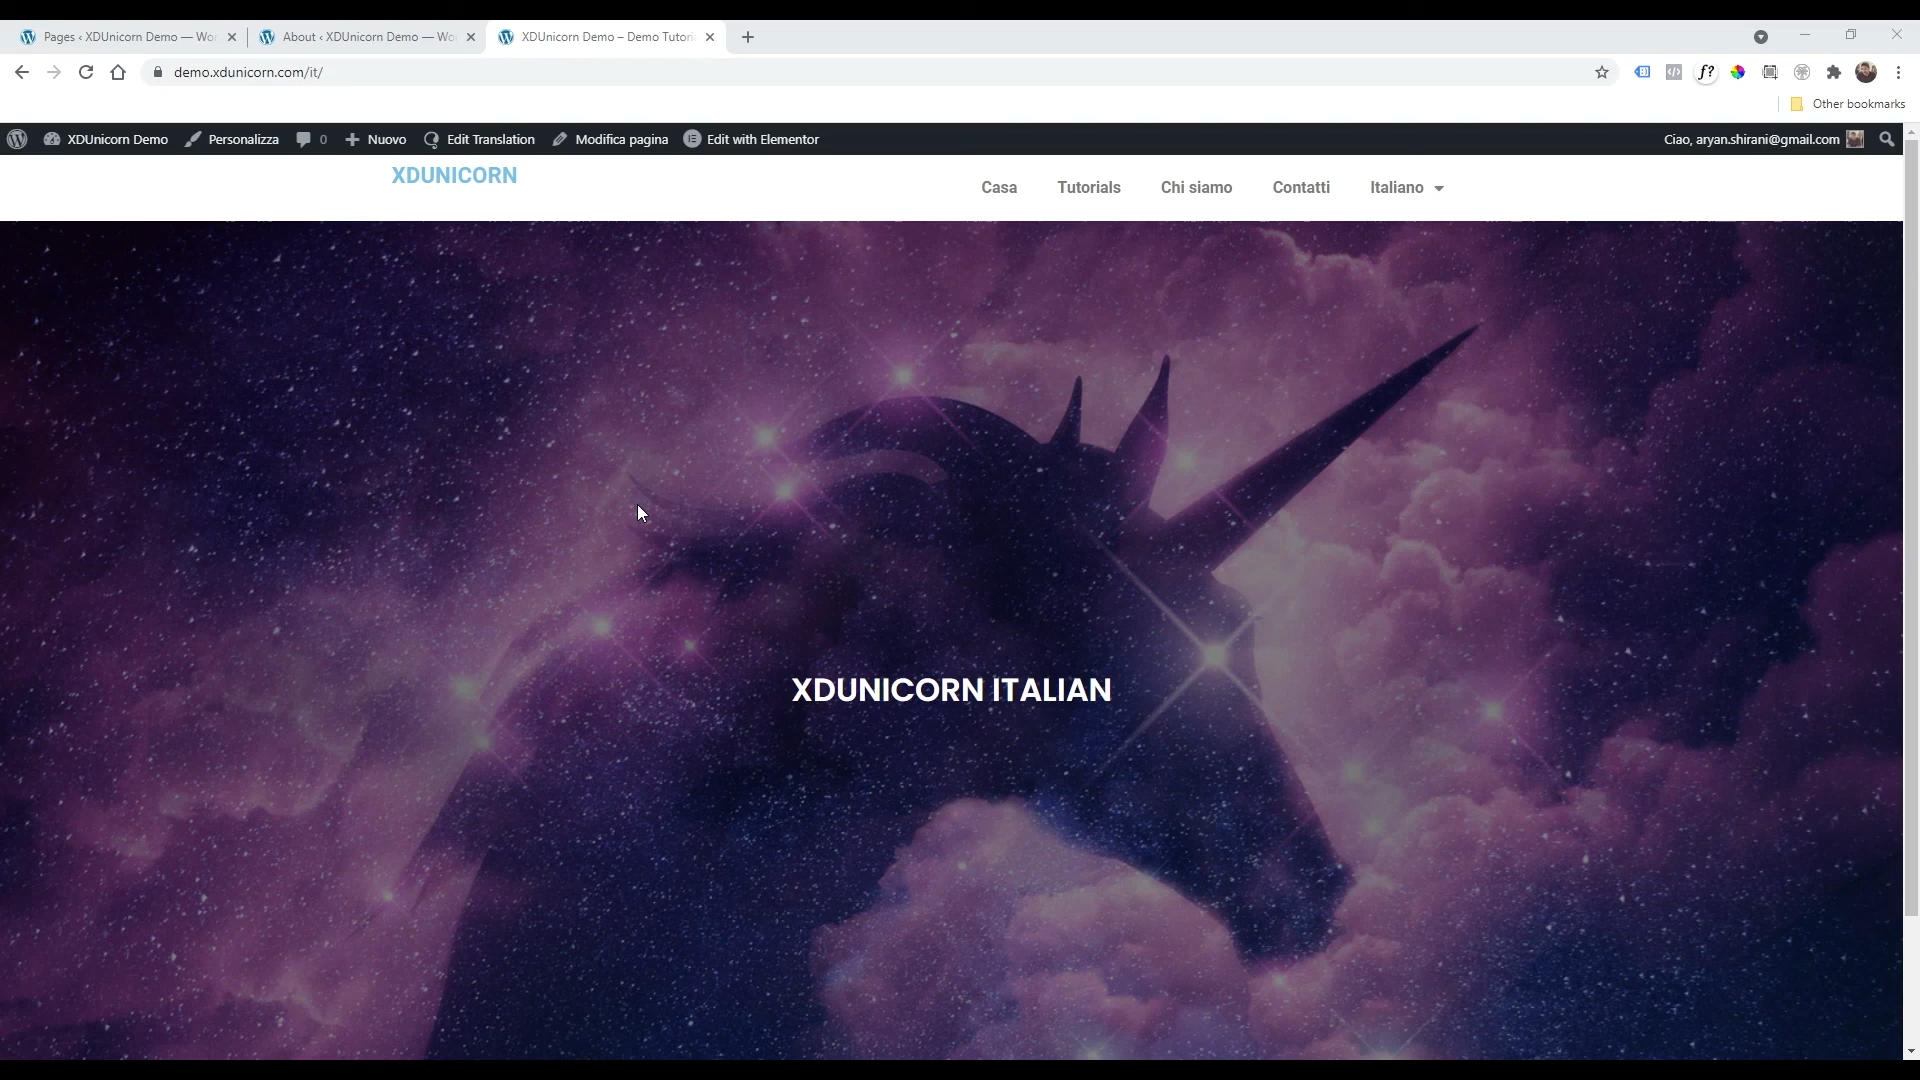 Pages ‹ XDUnicorn Demo — Wor
About ‹ XDUnicorn Demo — Wo
XDUnicorn Demo – Demo Tutori
demo.xdunicorn.com/it/
f?
Other bookmarks
XDUnicorn Demo
Personalizza
0
Nuovo
Edit Translation
Modifica pagina
Edit with Elementor
Ciao, aryan.shirani@gmail.com
XDUNICORN
Casa
Tutorials
Chi siamo
Contatti
Italiano
XDUNICORN ITALIAN